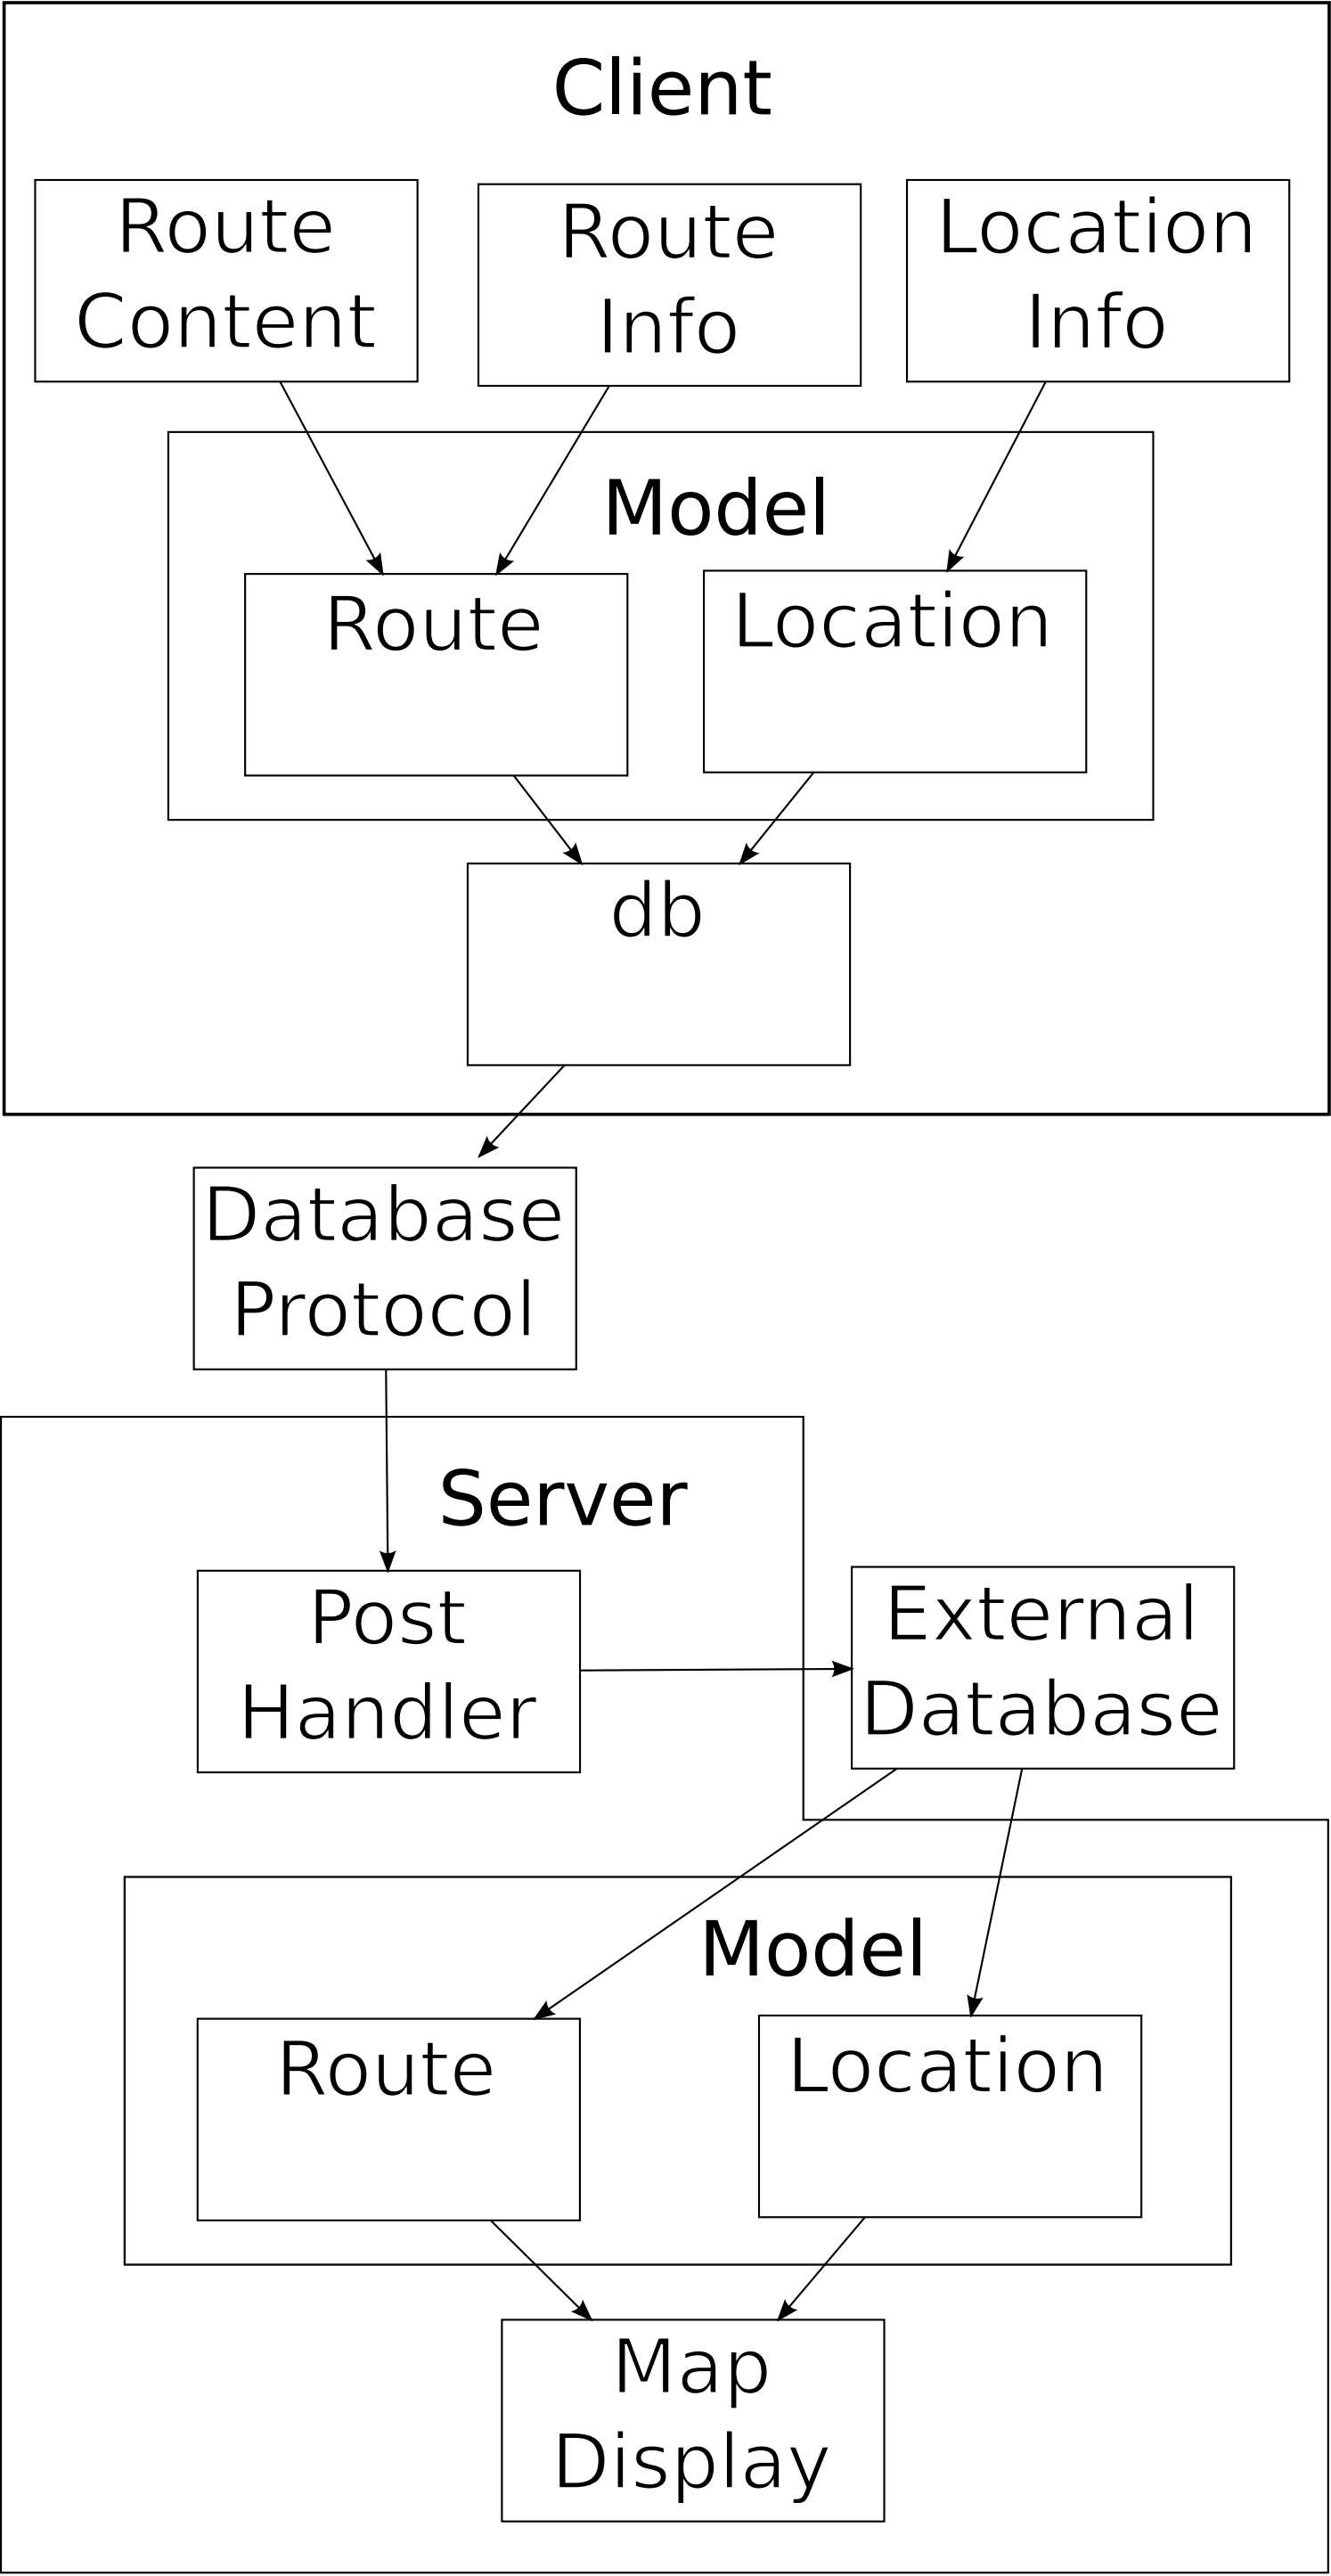 Client
Route
Content
Route
Info
Location
Info
Model
Route
Location
db
Database
Protocol
Server
Post
Handler
External
Database
Model
Route
Location
Map
Display